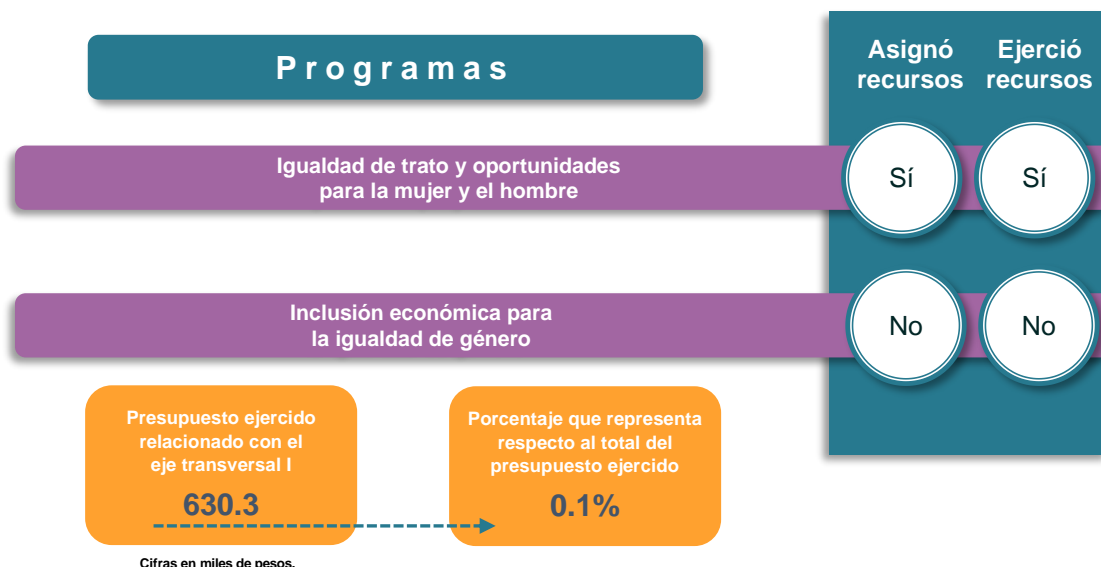 Programas
Asignó
recursos
Ejerció
recursos
Igualdad de trato y oportunidades
para la mujer y el hombre
Sí
Sí
Inclusión económica para
la igualdad de género
No
No
Presupuesto ejercido
relacionado con el
eje transversal I
630.3
Porcentaje que representa
respecto al total del
presupuesto ejercido
0.1%
Cifras en miles de pesos.